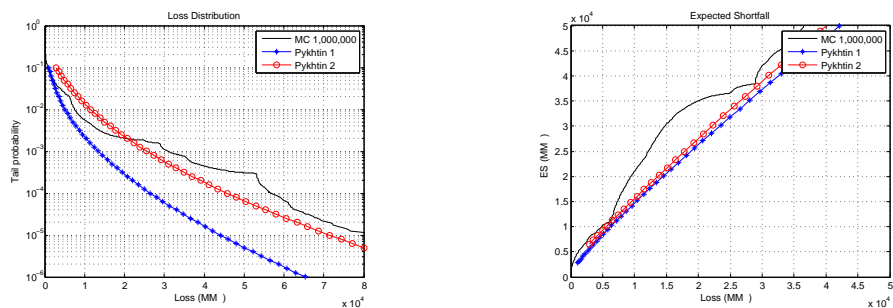 Loss Distribution
10^0
10^-1
10^-2
10^-3
10^-4
10^-5
10^-6
Tail probability
MC 1,000,000
Pykhtin 1
Pykhtin 2
0 1 2 3 4 5 6 7 8
x 10^4
Loss (MM )
Expected Shortfall
x 10^4
5
4.5
4
3.5
3
2.5
2
1.5
1
0.5
0
ES (MM )
MC 1,000,000
Pykhtin 1
Pykhtin 2
0 0.5 1 1.5 2 2.5 3 3.5 4 4.5 5
x 10^4
Loss (MM )